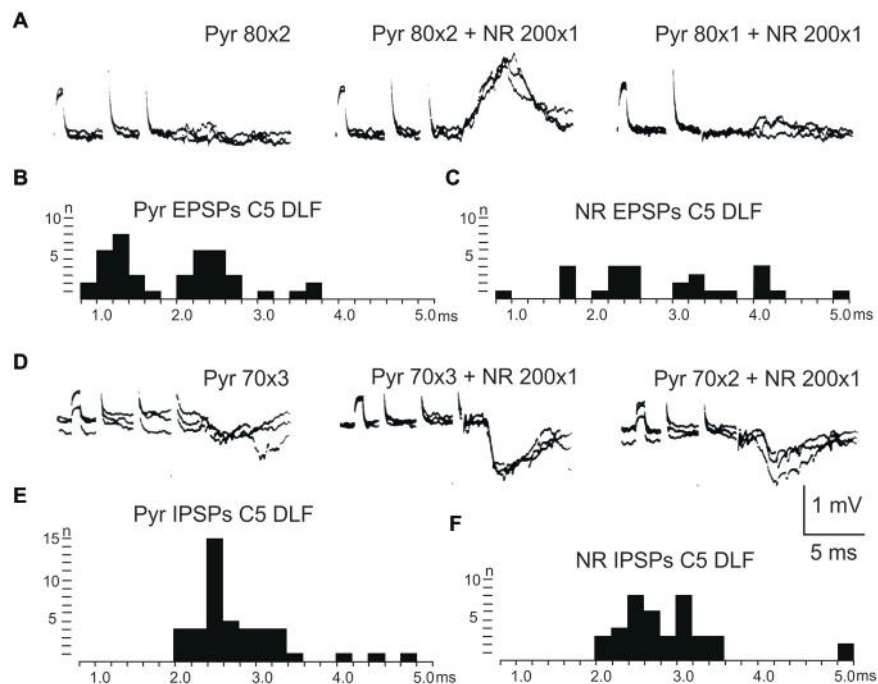 A
Pyr 80x2
Pyr 80x2 + NR 200x1
Pyr 80x1 + NR 200x1
B
Pyr EPSPs C5 DLF
10 n
5
1.0 2.0 3.0 4.0 5.0 ms
C
NR EPSPs C5 DLF
10 n
5
1.0 2.0 3.0 4.0 5.0 ms
D
Pyr 70x3
Pyr 70x3 + NR 200x1
Pyr 70x2 + NR 200x1
1 mV
5 ms
E
Pyr IPSPs C5 DLF
15 n
10
5
1.0 2.0 3.0 4.0 5.0 ms
F
NR IPSPs C5 DLF
10 n
5
1.0 2.0 3.0 4.0 5.0 ms